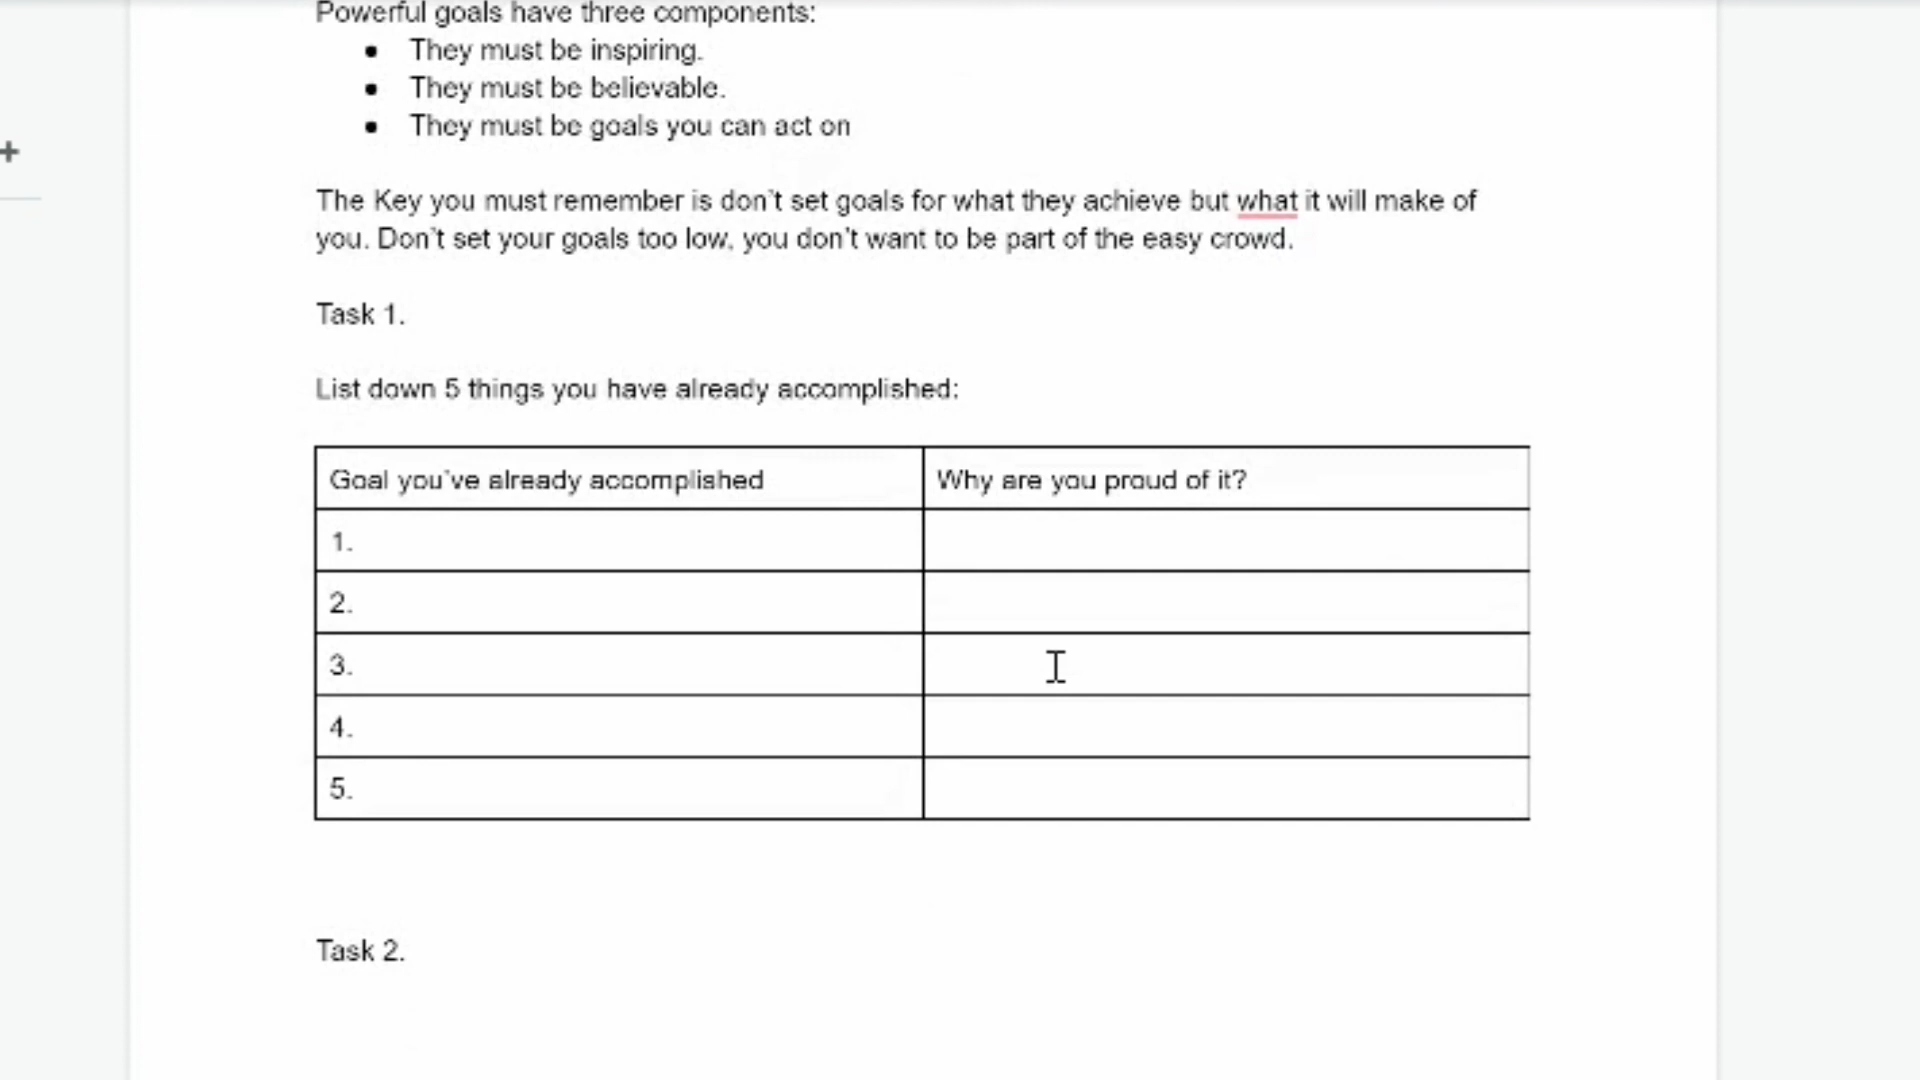 Powerful goals have three components:
● They must be inspiring.
● They must be believable.
● They must be goals you can act on
The Key you must remember is don't set goals for what they achieve but what it will make of
you. Don't set your goals too low, you don't want to be part of the easy crowd.
Task 1.
List down 5 things you have already accomplished:
Goal you've already accomplished Why are you proud of it?
1.
2.
3.
4.
5.
Task 2.